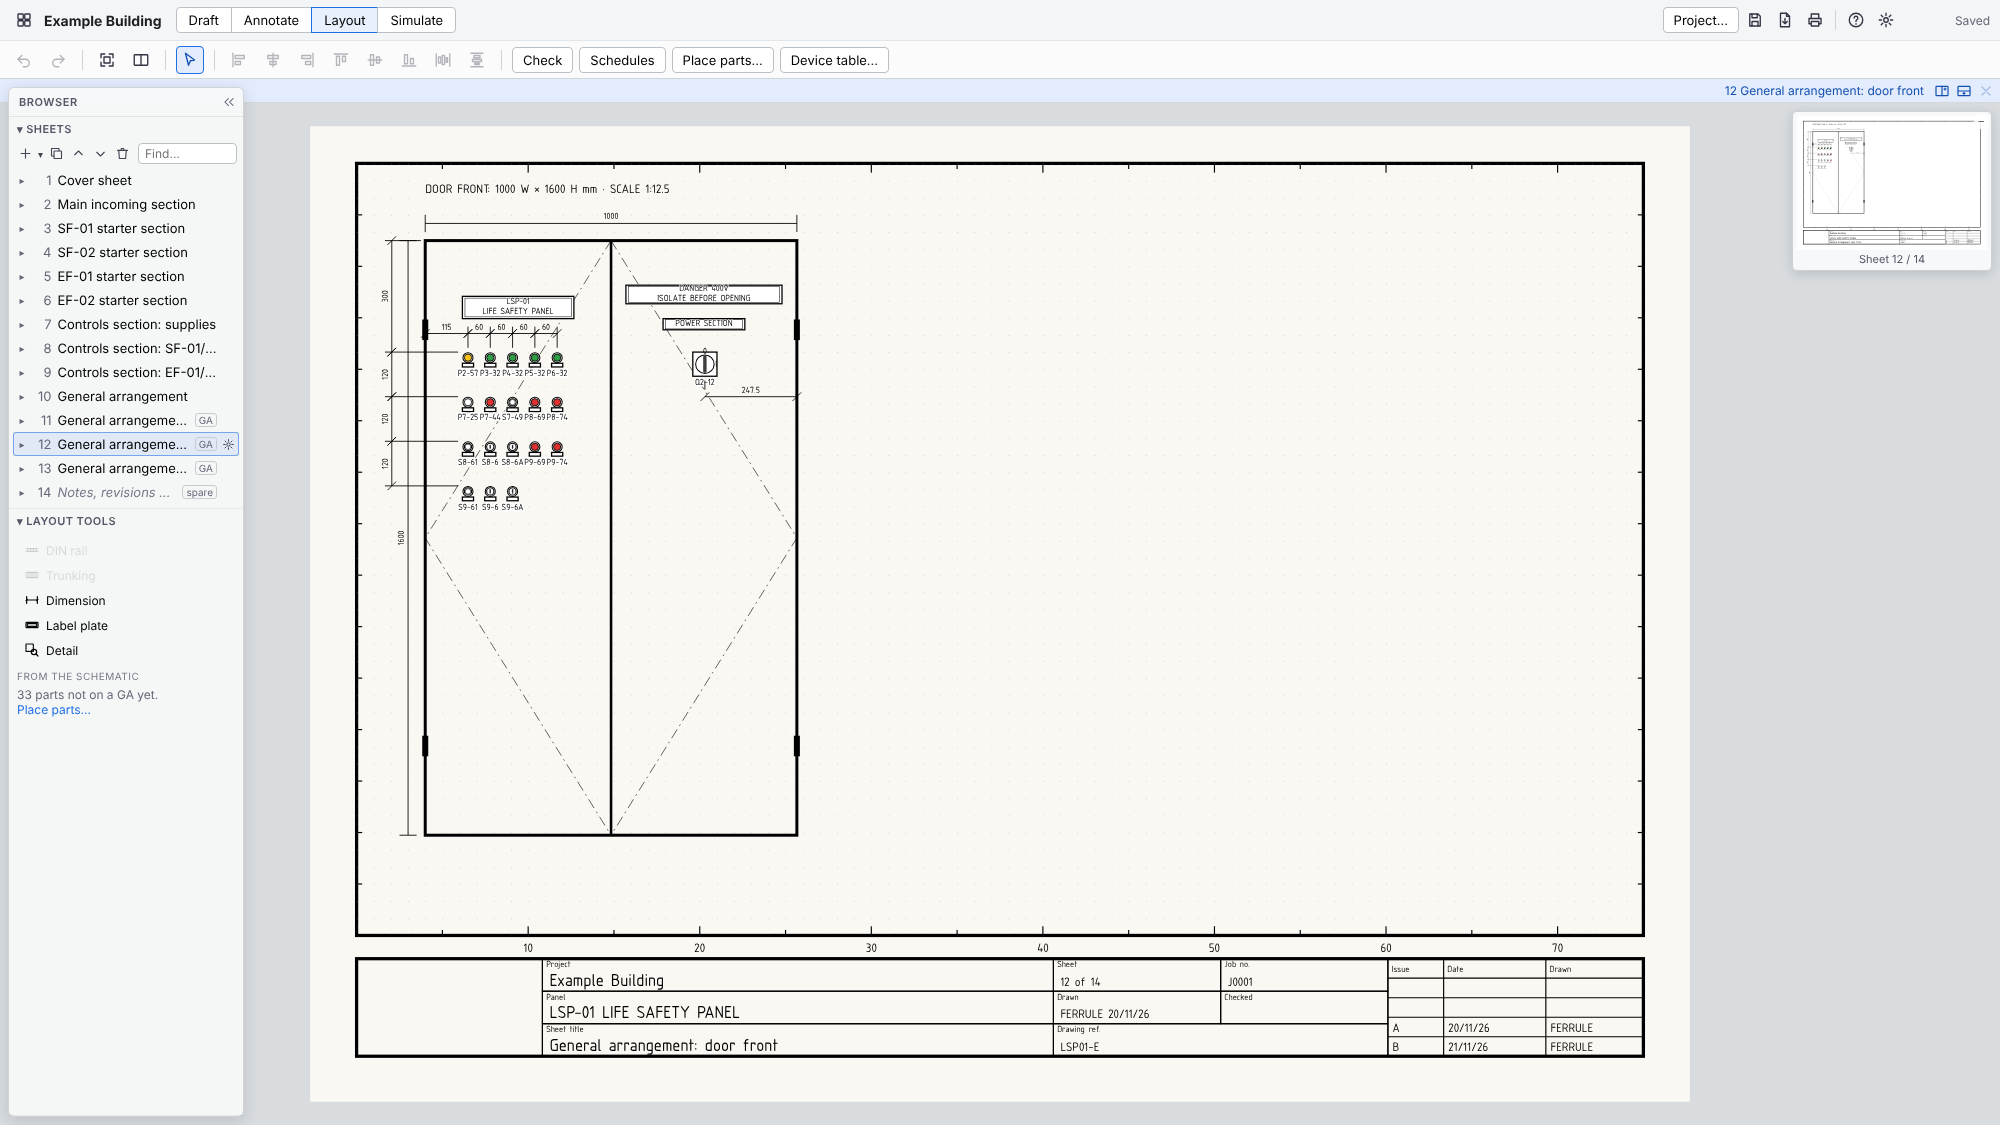 Example Building
Draft
Annotate
Layout
Simulate
Project...
Saved
Check
Schedules
Place parts...
Device table...
12 General arrangement: door front
BROWSER
SHEETS
Find...
1 Cover sheet
2 Main incoming section
3 SF-01 starter section
4 SF-02 starter section
5 EF-01 starter section
6 EF-02 starter section
7 Controls section: supplies
8 Controls section: SF-01/...
9 Controls section: EF-01/...
10 General arrangement
11 General arrangeme... GA
12 General arrangeme... GA
13 General arrangeme... GA
14 Notes, revisions ... spare
LAYOUT TOOLS
DIN rail
Trunking
Dimension
Label plate
Detail
FROM THE SCHEMATIC
33 parts not on a GA yet.
Place parts...
DOOR FRONT: 1000 W × 1600 H mm · SCALE 1:12.5
1000
300
120
120
120
1600
LSP-01
LIFE SAFETY PANEL
115 60 60 60 60
P2-57 P3-32 P4-32 P5-32 P6-32
P7-25 P7-44 S7-49 P8-69 P8-74
S8-61 S8-6 S8-6A P9-69 P9-74
S9-61 S9-6 S9-6A
DANGER 400V
ISOLATE BEFORE OPENING
POWER SECTION
Q2-12
247.5
10 20 30 40 50 60 70
Project
Example Building
Panel
LSP-01 LIFE SAFETY PANEL
Sheet title
General arrangement: door front
Sheet
12 of 14
Job no.
J0001
Drawn
FERRULE 20/11/26
Checked
Drawing ref.
LSP01-E
Issue Date Drawn
A 20/11/26 FERRULE
B 21/11/26 FERRULE
Sheet 12 / 14